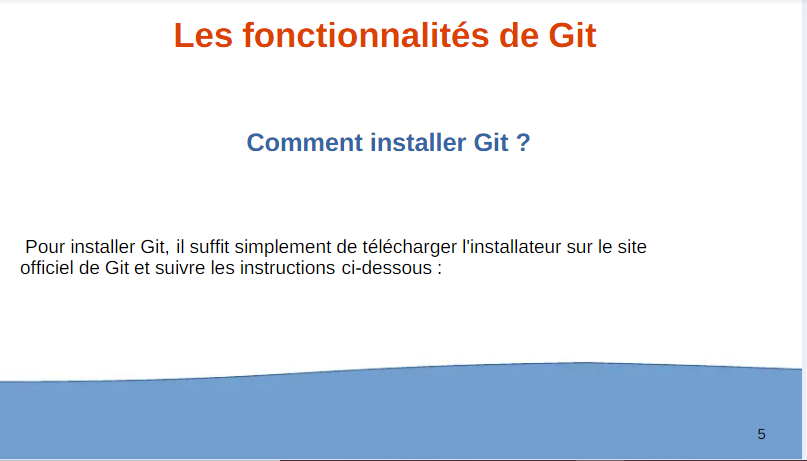 Les fonctionnalités de Git
Comment installer Git ?
Pour installer Git, il suffit simplement de télécharger l'installateur sur le site
officiel de Git et suivre les instructions ci-dessous :
5